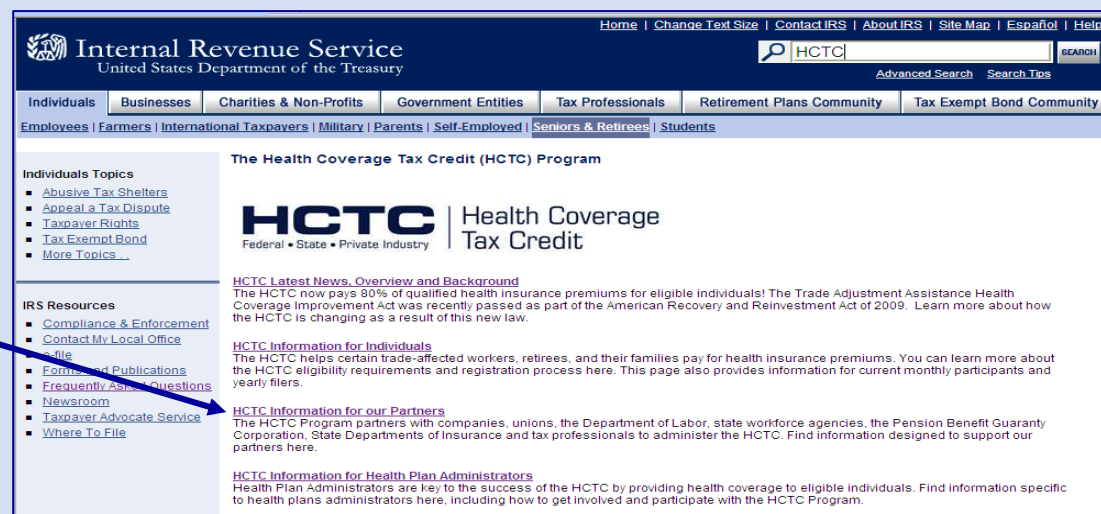 Home | Change Text Size | Contact IRS | About IRS | Site Map | Español | Help
Internal Revenue Service
United States Department of the Treasury
HCTC
SEARCH
Advanced Search Search Tips
Individuals Businesses Charities & Non-Profits Government Entities Tax Professionals Retirement Plans Community Tax Exempt Bond Community
Employees | Farmers | International Taxpayers | Military | Parents | Self-Employed | Seniors & Retirees | Students
Individuals Topics
Abusive Tax Shelters
Appeal a Tax Dispute
Taxpayer Rights
Tax Exempt Bond
More Topics . .
IRS Resources
Compliance & Enforcement
Contact My Local Office
e-file
Forms and Publications
Frequently Asked Questions
Newsroom
Taxpayer Advocate Service
Where To File
The Health Coverage Tax Credit (HCTC) Program
HCTC
Federal • State • Private Industry
Health Coverage
Tax Credit
HCTC Latest News, Overview and Background
The HCTC now pays 80% of qualified health insurance premiums for eligible individuals! The Trade Adjustment Assistance Health
Coverage Improvement Act was recently passed as part of the American Recovery and Reinvestment Act of 2009. Learn more about how
the HCTC is changing as a result of this new law.
HCTC Information for Individuals
The HCTC helps certain trade-affected workers, retirees, and their families pay for health insurance premiums. You can learn more about
the HCTC eligibility requirements and registration process here. This page also provides information for current monthly participants and
yearly filers.
HCTC Information for our Partners
The HCTC Program partners with companies, unions, the Department of Labor, state workforce agencies, the Pension Benefit Guaranty
Corporation, State Departments of Insurance and tax professionals to administer the HCTC. Find information designed to support our
partners here.
HCTC Information for Health Plan Administrators
Health Plan Administrators are key to the success of the HCTC by providing health coverage to eligible individuals. Find information specific
to health plans administrators here, including how to get involved and participate with the HCTC Program.